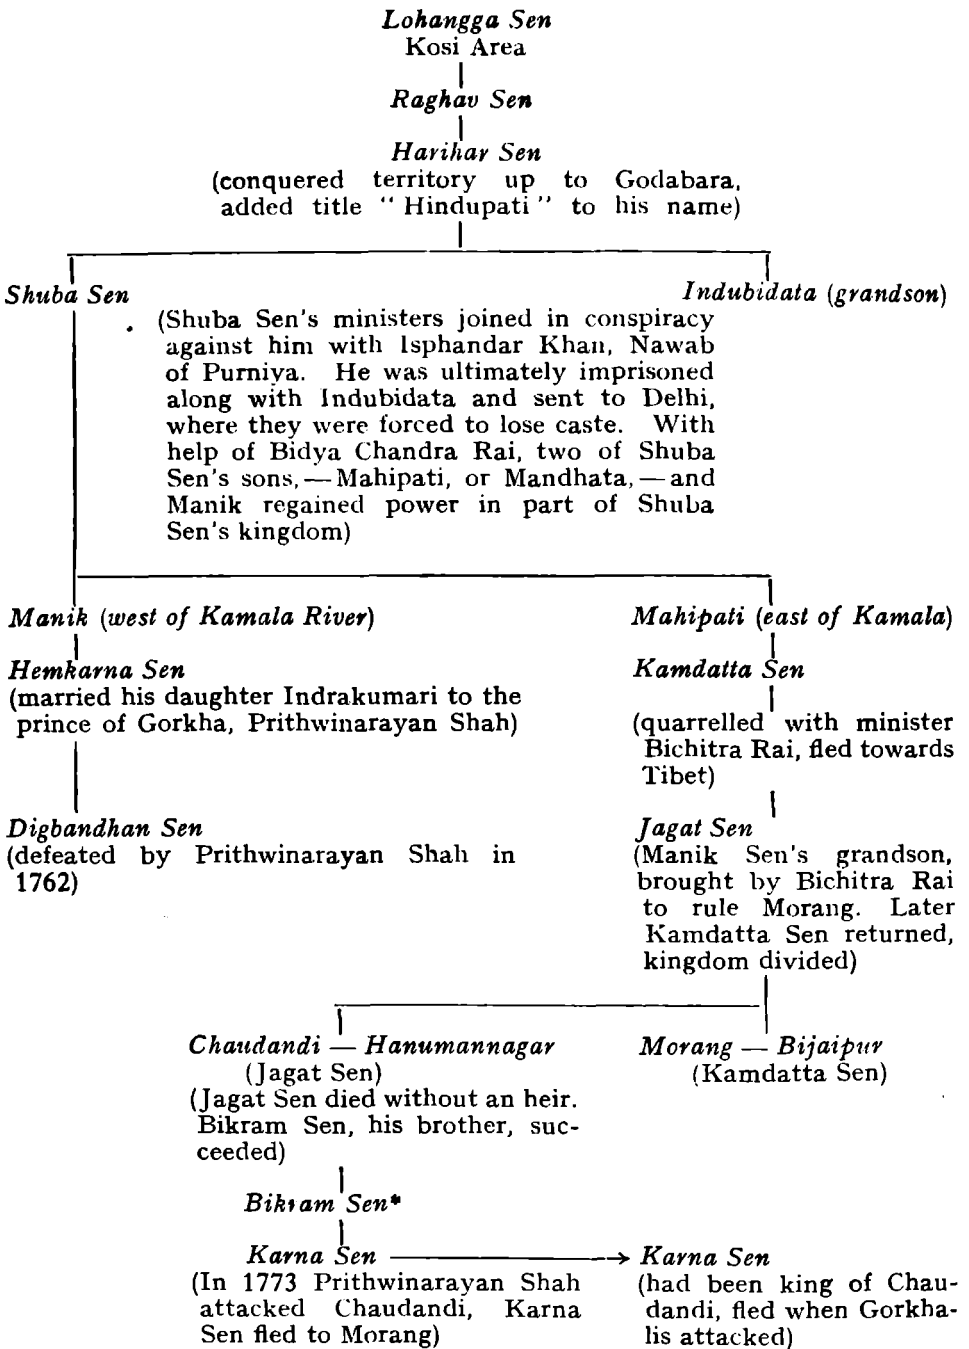 Lohangga Sen
Kosi Area
Raghav Sen
Harihar Sen
(conquered territory up to Godabara,
added title "Hindupati" to his name)
Shuba Sen
Indubidata (grandson)
(Shuba Sen's ministers joined in conspiracy
against him with Isphandar Khan, Nawab
of Purniya. He was ultimately imprisoned
along with Indubidata and sent to Delhi,
where they were forced to lose caste. With
help of Bidya Chandra Rai, two of Shuba
Sen's sons,—Mahipati, or Mandhata,—and
Manik regained power in part of Shuba
Sen's kingdom)
Manik (west of Kamala River)
Hemkarna Sen
(married his daughter Indrakumari to the
prince of Gorkha, Prithwinarayan Shah)
Digbandhan Sen
(defeated by Prithwinarayan Shah in
1762)
Mahipati (east of Kamala)
Kamdatta Sen
(quarrelled with minister
Bichitra Rai, fled towards
Tibet)
Jagat Sen
(Manik Sen's grandson,
brought by Bichitra Rai
to rule Morang. Later
Kamdatta Sen returned,
kingdom divided)
Chaudandi — Hanumannagar
(Jagat Sen)
(Jagat Sen died without an heir.
Bikram Sen, his brother, suc-
ceeded)
Morang — Bijaipur
(Kamdatta Sen)
Bikram Sen*
Karna Sen
(In 1773 Prithwinarayan Shah
attacked Chaudandi, Karna
Sen fled to Morang)
Karna Sen
(had been king of Chau-
dandi, fled when Gorkha-
lis attacked)